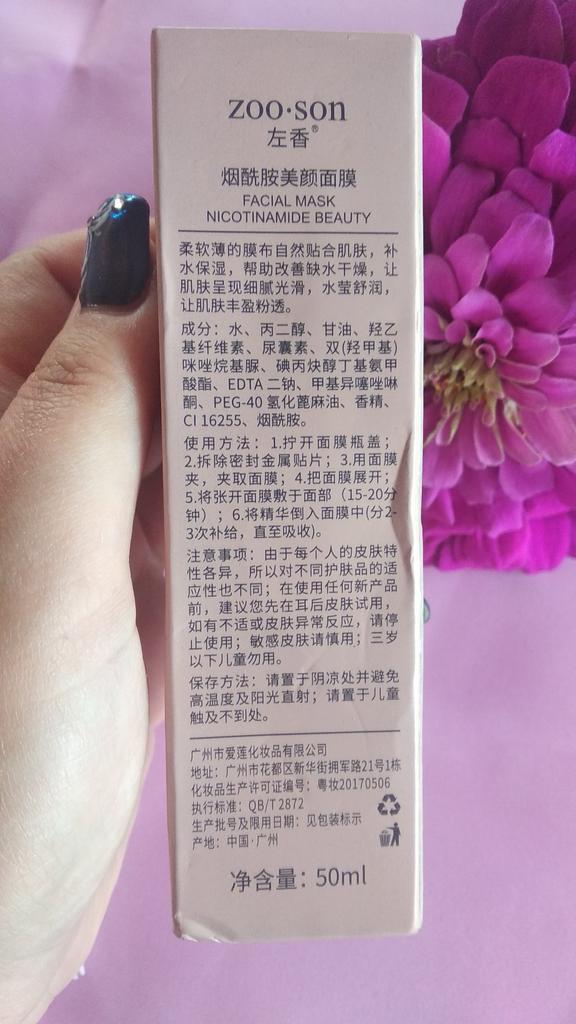 zoo·son
左香®
烟酰胺美颜面膜
FACIAL MASK
NICOTINAMIDE BEAUTY
柔软薄的膜布自然贴合肌肤，补
水保湿，帮助改善缺水干燥，让
肌肤呈现细腻光滑，水莹舒润，
让肌肤丰盈粉透。
成分：水、丙二醇、甘油、羟乙
基纤维素、尿囊素、双(羟甲基)
咪唑烷基脲、碘丙炔醇丁基氨甲
酸酯、EDTA 二钠、甲基异噻唑啉
酮、PEG-40 氢化蓖麻油、香精、
CI 16255、烟酰胺。
使用方法：1.拧开面膜瓶盖；
2.拆除密封金属贴片；3.用面膜
夹，夹取面膜；4.把面膜展开；
5.将张开面膜敷于面部（15-20分
钟）；6.将精华倒入面膜中(分2-
3次补给，直至吸收)。
注意事项：由于每个人的皮肤特
性各异，所以对不同护肤品的适
应性也不同；在使用任何新产品
前，建议您先在耳后皮肤试用，
如有不适或皮肤异常反应，请停
止使用；敏感皮肤请慎用；三岁
以下儿童勿用。
保存方法：请置于阴凉处并避免
高温度及阳光直射；请置于儿童
触及不到处。
广州市爱莲化妆品有限公司
地址：广州市花都区新华街拥军路21号1栋
化妆品生产许可证编号：粤妆20170506
执行标准：QB/T 2872
生产批号及限用日期：见包装标示
产地：中国·广州
净含量：50ml